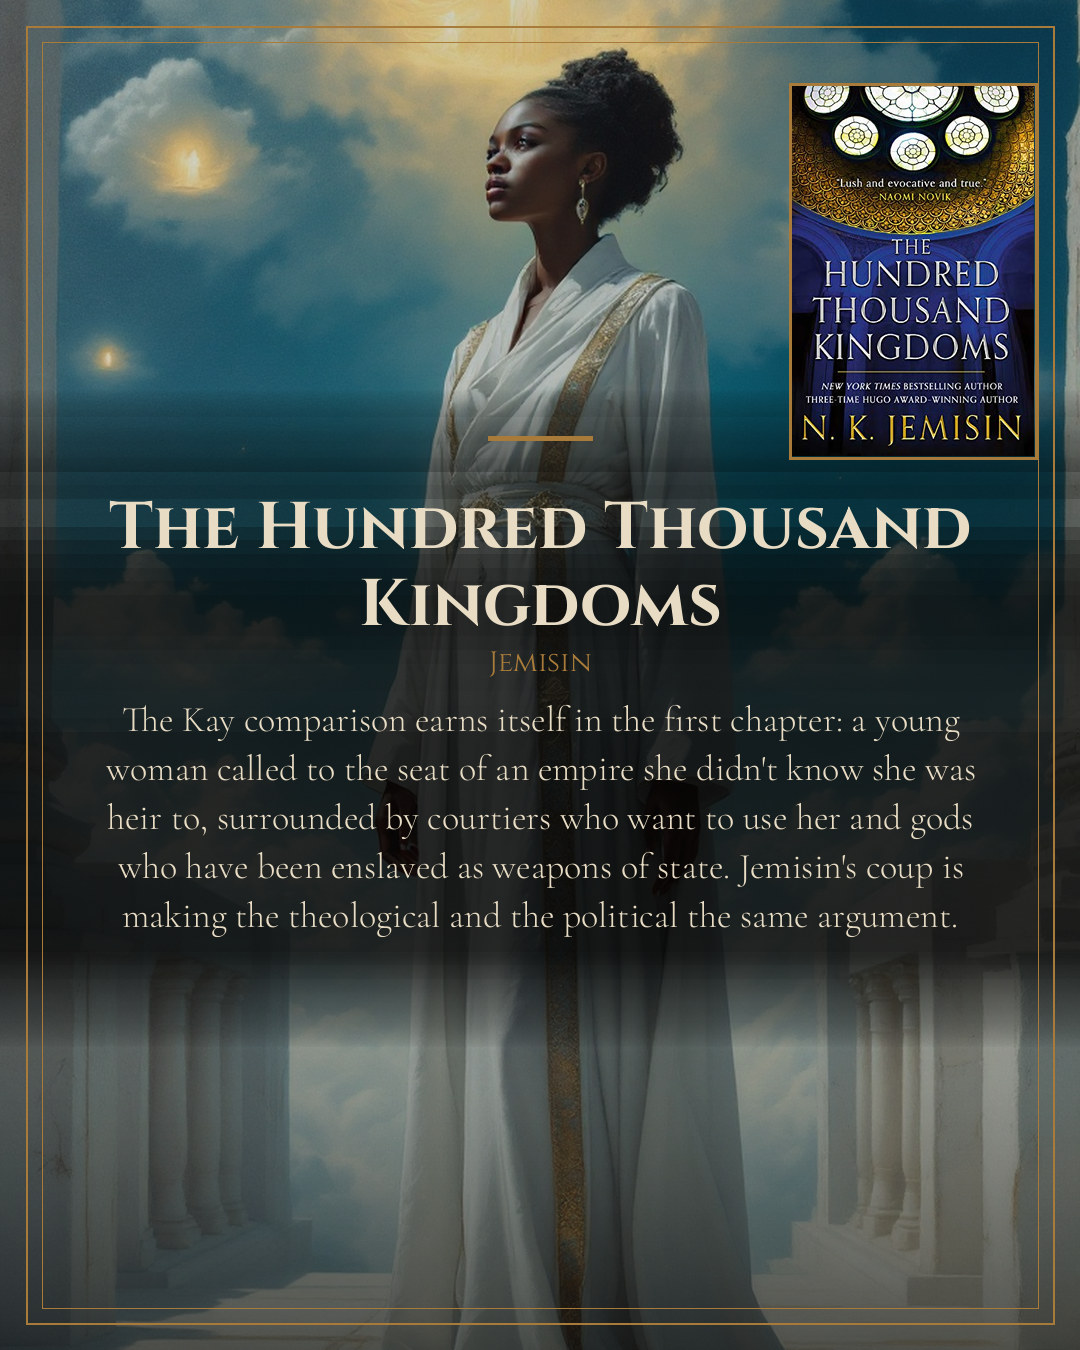 "Lush and evocative and true."
–NAOMI NOVIK
THE
HUNDRED
THOUSAND
KINGDOMS
NEW YORK TIMES BESTSELLING AUTHOR
THREE-TIME HUGO AWARD-WINNING AUTHOR
N. K. JEMISIN
The Hundred Thousand
Kingdoms
Jemisin
The Kay comparison earns itself in the first chapter: a young
woman called to the seat of an empire she didn't know she was
heir to, surrounded by courtiers who want to use her and gods
who have been enslaved as weapons of state. Jemisin's coup is
making the theological and the political the same argument.